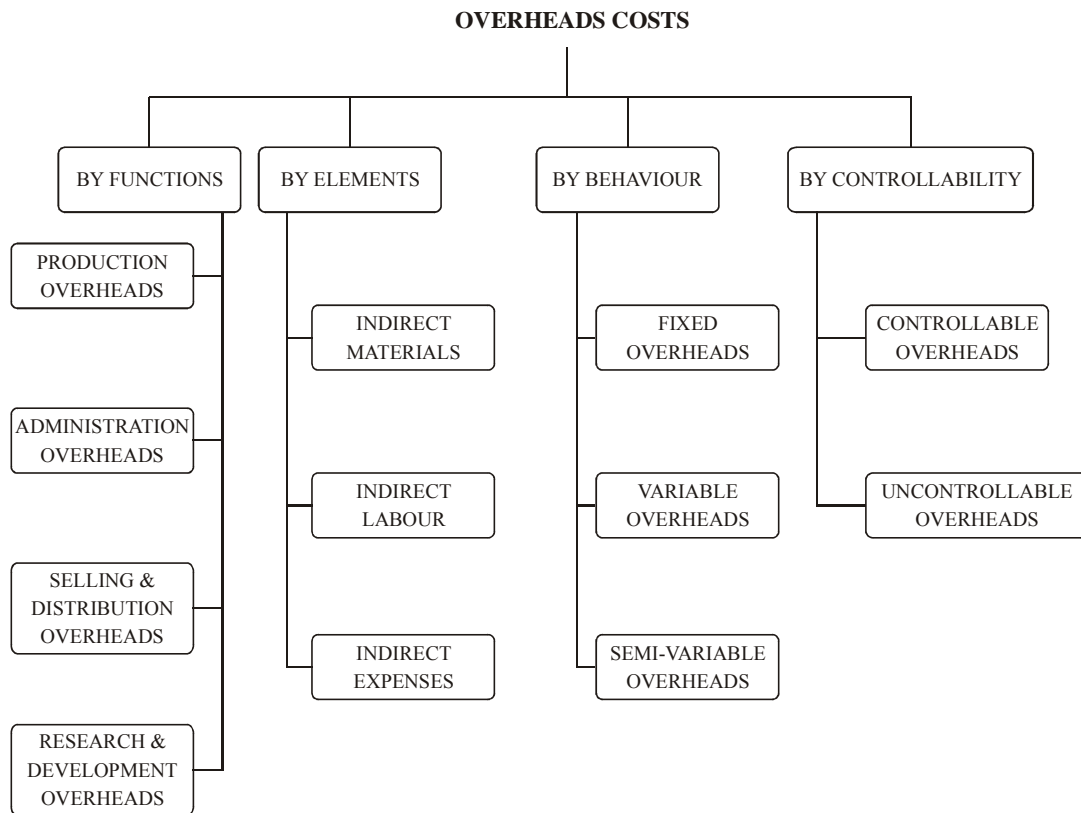 OVERHEADS COSTS
BY FUNCTIONS
BY ELEMENTS
BY BEHAVIOUR
BY CONTROLLABILITY
PRODUCTION
OVERHEADS
ADMINISTRATION
OVERHEADS
SELLING &
DISTRIBUTION
OVERHEADS
RESEARCH &
DEVELOPMENT
OVERHEADS
INDIRECT
MATERIALS
INDIRECT
LABOUR
INDIRECT
EXPENSES
FIXED
OVERHEADS
VARIABLE
OVERHEADS
SEMI-VARIABLE
OVERHEADS
CONTROLLABLE
OVERHEADS
UNCONTROLLABLE
OVERHEADS